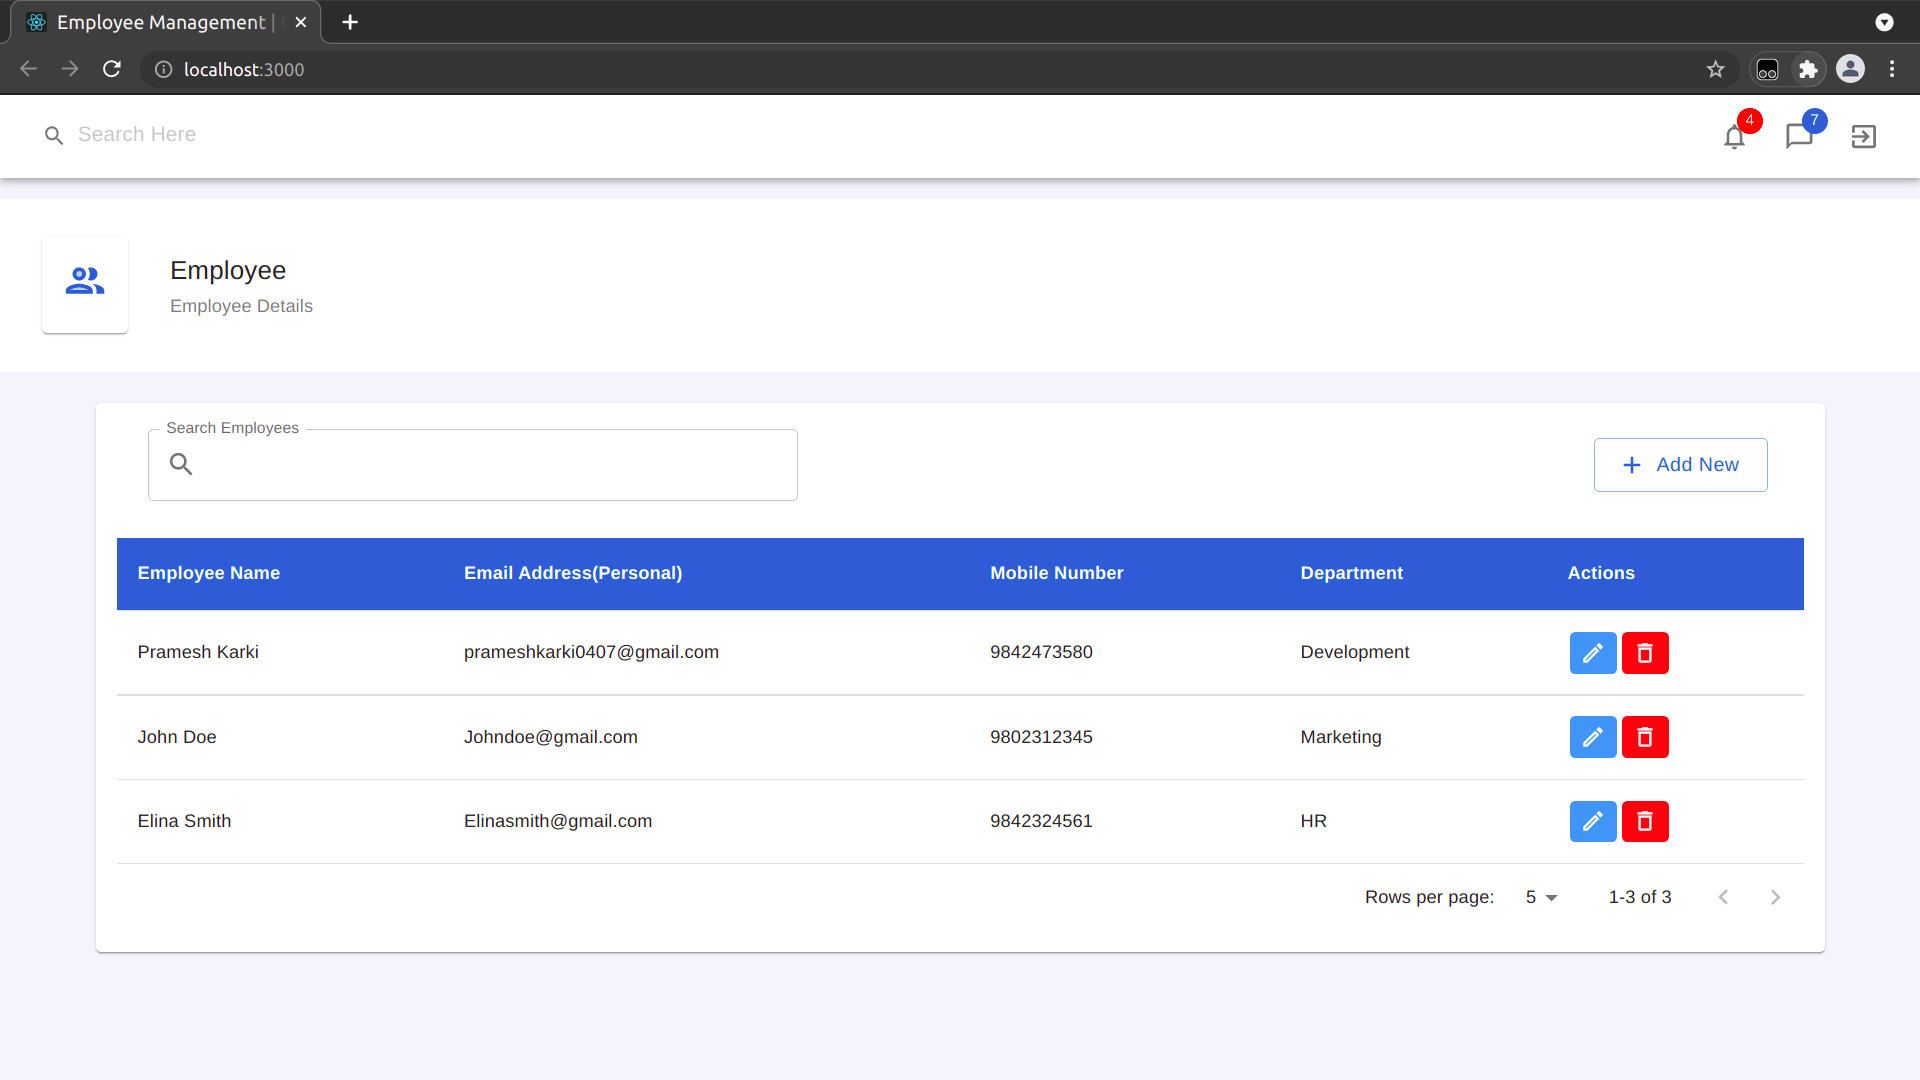 Employee Management |
localhost:3000
Search Here
4
7
Employee
Employee Details
Search Employees
Add New
Employee Name Email Address(Personal) Mobile Number Department Actions
Pramesh Karki prameshkarki0407@gmail.com 9842473580 Development
John Doe Johndoe@gmail.com 9802312345 Marketing
Elina Smith Elinasmith@gmail.com 9842324561 HR
Rows per page: 5 1-3 of 3